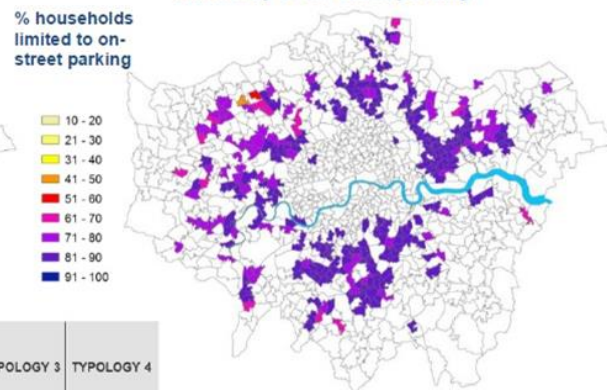 % households
limited to on-
street parking
10 - 20
21 - 30
31 - 40
41 - 50
51 - 60
61 - 70
71 - 80
81 - 90
91 - 100
TYPOLOGY 4